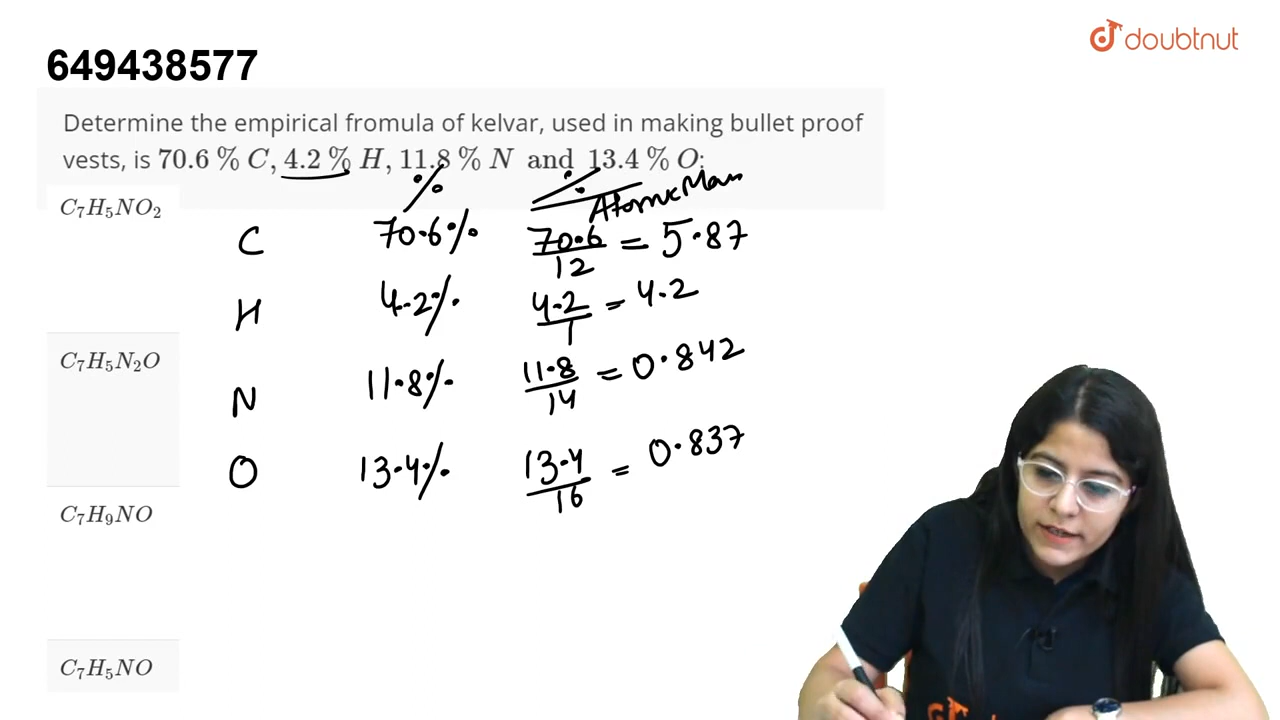 doubtnut
649438577
Determine the empirical fromula of kelvar, used in making bullet proof
vests, is 70.6 % C, 4.2 % H, 11.8 % N and 13.4 % O:
% %
Atomic Mass
C₇H₅NO₂
C 70.6% 70.6/12 = 5.87
H 4.2% 4.2/1 = 4.2
C₇H₅N₂O
N 11.8% 11.8/14 = 0.842
O 13.4% 13.4/16 = 0.837
C₇H₉NO
C₇H₅NO